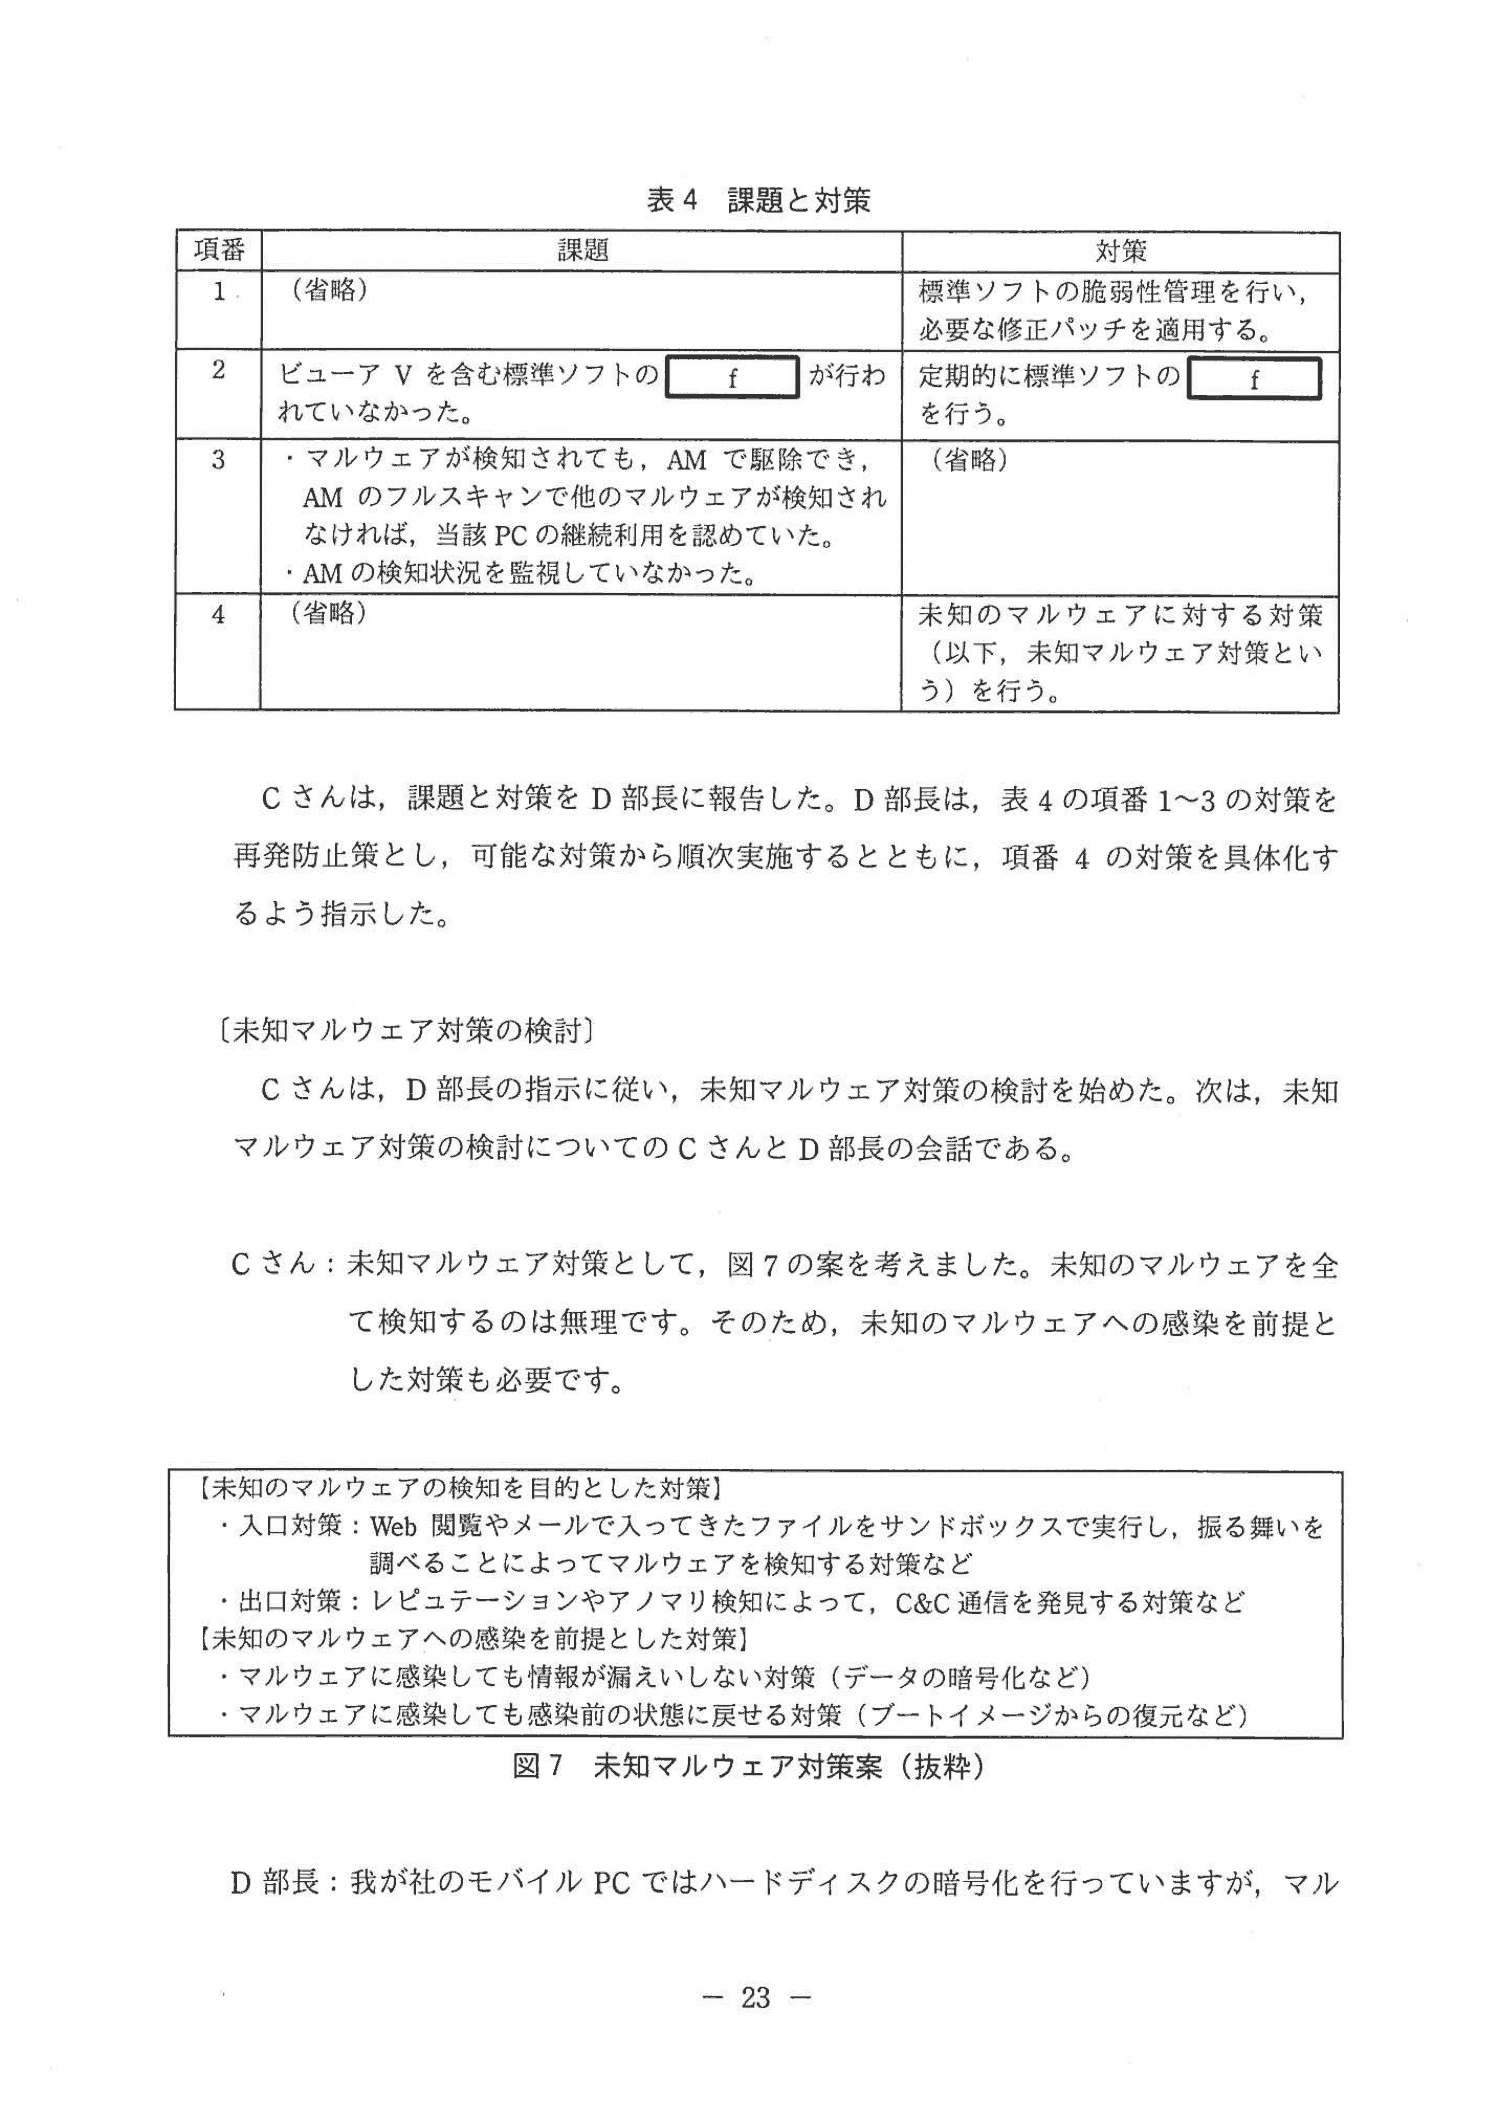 表 4　課題と対策
項番　課題　対策
1　（省略）　標準ソフトの脆弱性管理を行い，
必要な修正パッチを適用する。
2　ビューア V を含む標準ソフトの　f　が行わ
れていなかった。
定期的に標準ソフトの　f
を行う。
3　・マルウェアが検知されても，AM で駆除でき，
AM のフルスキャンで他のマルウェアが検知され
なければ，当該 PC の継続利用を認めていた。
・AM の検知状況を監視していなかった。
（省略）
4　（省略）　未知のマルウェアに対する対策
（以下，未知マルウェア対策とい
う）を行う。
C さんは，課題と対策を D 部長に報告した。D 部長は，表 4 の項番 1～3 の対策を
再発防止策とし，可能な対策から順次実施するとともに，項番 4 の対策を具体化す
るよう指示した。
〔未知マルウェア対策の検討〕
C さんは，D 部長の指示に従い，未知マルウェア対策の検討を始めた。次は，未知
マルウェア対策の検討についての C さんと D 部長の会話である。
C さん：未知マルウェア対策として，図 7 の案を考えました。未知のマルウェアを全
て検知するのは無理です。そのため，未知のマルウェアへの感染を前提と
した対策も必要です。
【未知のマルウェアの検知を目的とした対策】
・入口対策：Web 閲覧やメールで入ってきたファイルをサンドボックスで実行し，振る舞いを
調べることによってマルウェアを検知する対策など
・出口対策：レピュテーションやアノマリ検知によって，C&C 通信を発見する対策など
【未知のマルウェアへの感染を前提とした対策】
・マルウェアに感染しても情報が漏えいしない対策（データの暗号化など）
・マルウェアに感染しても感染前の状態に戻せる対策（ブートイメージからの復元など）
図 7　未知マルウェア対策案（抜粋）
D 部長：我が社のモバイル PC ではハードディスクの暗号化を行っていますが，マル
－ 23 －